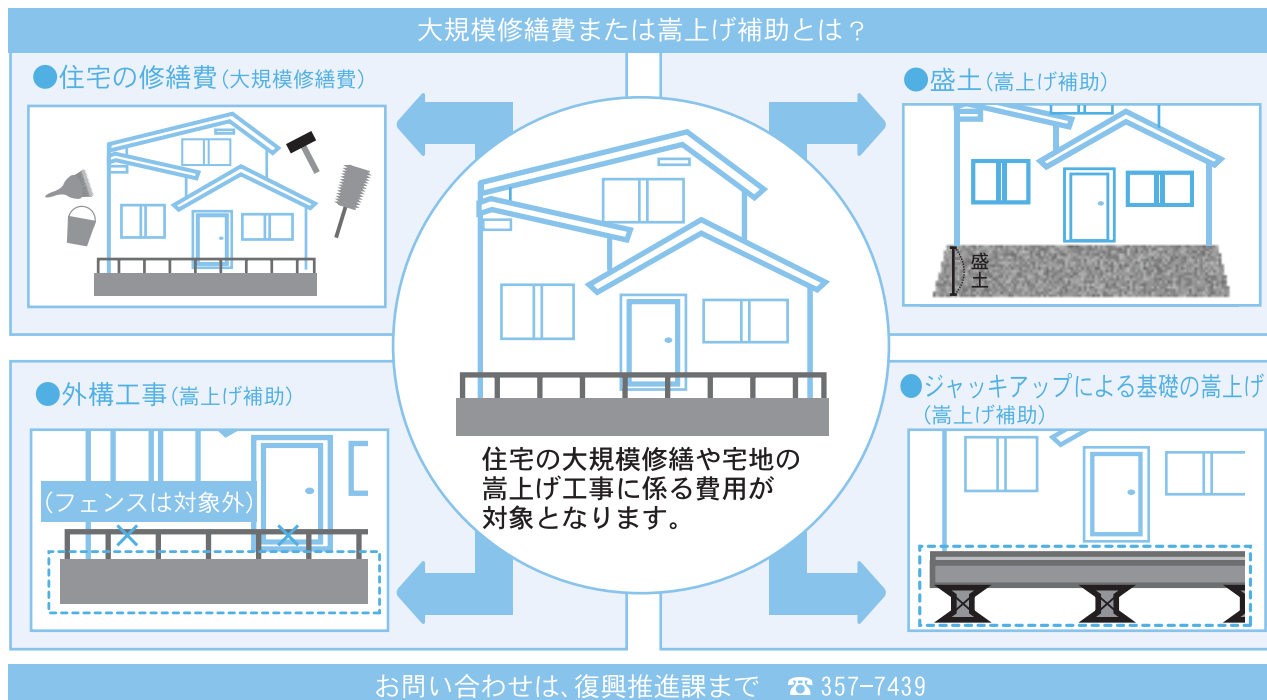 大規模修繕費または嵩上げ補助とは？
●住宅の修繕費(大規模修繕費)
●盛土(嵩上げ補助)
盛土
●外構工事(嵩上げ補助)
(フェンスは対象外)
●ジャッキアップによる基礎の嵩上げ
(嵩上げ補助)
住宅の大規模修繕や宅地の
嵩上げ工事に係る費用が
対象となります。
お問い合わせは、復興推進課まで　☎357−7439